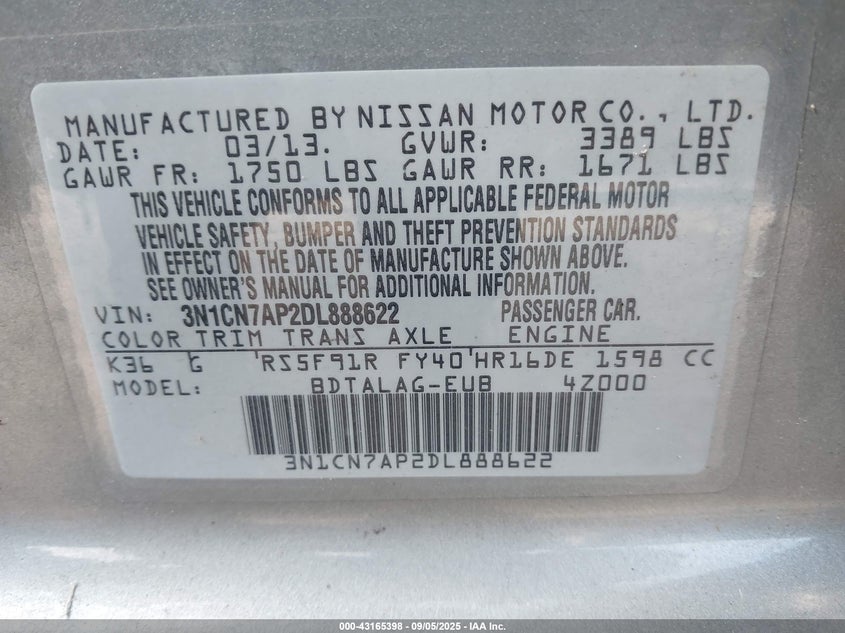 MANUFACTURED BY NISSAN MOTOR CO., LTD.
DATE: 03/13. GVWR: 3389 LBS
GAWR FR: 1750 LBS GAWR RR: 1671 LBS
THIS VEHICLE CONFORMS TO ALL APPLICABLE FEDERAL MOTOR
VEHICLE SAFETY, BUMPER AND THEFT PREVENTION STANDARDS
IN EFFECT ON THE DATE OF MANUFACTURE SHOWN ABOVE.
SEE OWNER'S MANUAL FOR ADDITIONAL INFORMATION.
VIN: 3N1CN7AP2DL888622 PASSENGER CAR.
COLOR TRIM TRANS AXLE ENGINE
K36 G RS5F91R FY40 HR16DE 1598 CC
MODEL: BDTALAG-EUB 4Z000
3N1CN7AP2DL888622
000-43165398 - 09/05/2025 - IAA Inc.